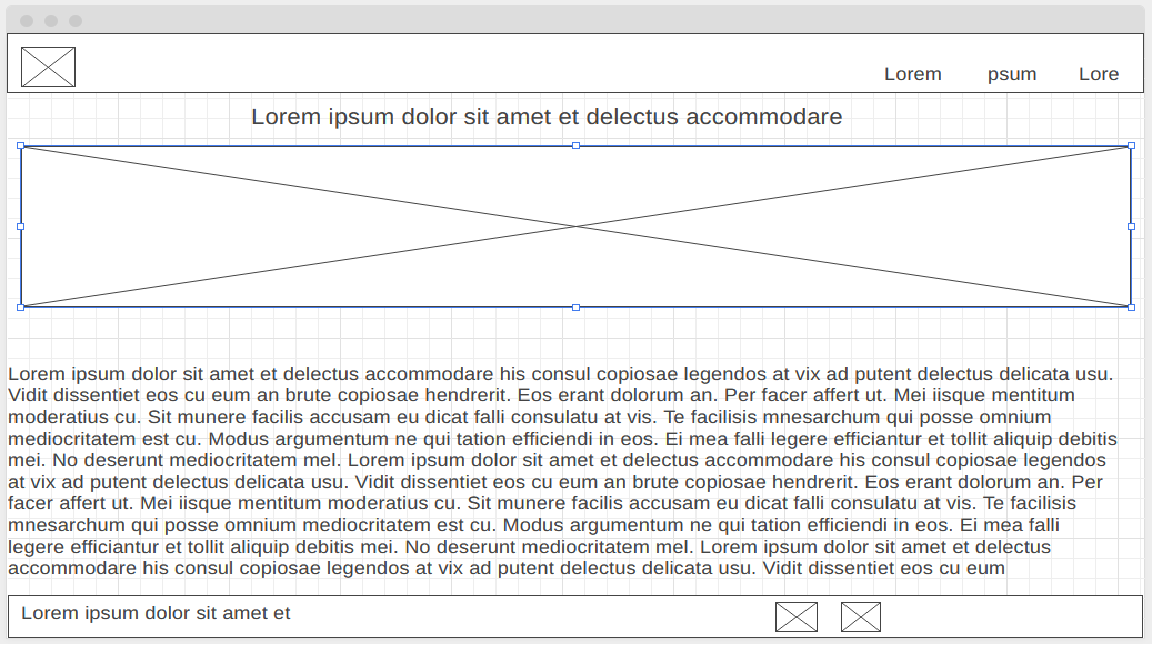 Lorem psum Lore
Lorem ipsum dolor sit amet et delectus accommodare
Lorem ipsum dolor sit amet et delectus accommodare his consul copiosae legendos at vix ad putent delectus delicata usu.
Vidit dissentiet eos cu eum an brute copiosae hendrerit. Eos erant dolorum an. Per facer affert ut. Mei iisque mentitum
moderatius cu. Sit munere facilis accusam eu dicat falli consulatu at vis. Te facilisis mnesarchum qui posse omnium
mediocritatem est cu. Modus argumentum ne qui tation efficiendi in eos. Ei mea falli legere efficiantur et tollit aliquip debitis
mei. No deserunt mediocritatem mel. Lorem ipsum dolor sit amet et delectus accommodare his consul copiosae legendos
at vix ad putent delectus delicata usu. Vidit dissentiet eos cu eum an brute copiosae hendrerit. Eos erant dolorum an. Per
facer affert ut. Mei iisque mentitum moderatius cu. Sit munere facilis accusam eu dicat falli consulatu at vis. Te facilisis
mnesarchum qui posse omnium mediocritatem est cu. Modus argumentum ne qui tation efficiendi in eos. Ei mea falli
legere efficiantur et tollit aliquip debitis mei. No deserunt mediocritatem mel. Lorem ipsum dolor sit amet et delectus
accommodare his consul copiosae legendos at vix ad putent delectus delicata usu. Vidit dissentiet eos cu eum
Lorem ipsum dolor sit amet et